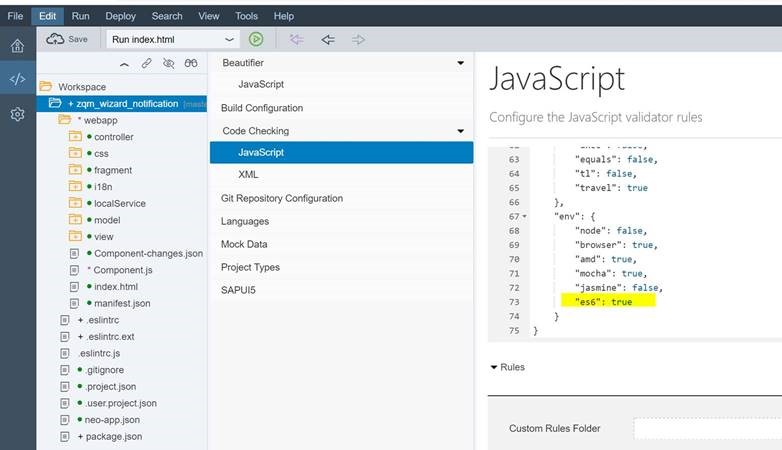 File Edit Run Deploy Search View Tools Help
Save Run index.html
Workspace
+ zqm_wizard_notification
* webapp
controller
css
fragment
i18n
localService
model
view
Component-changes.json
* Component.js
index.html
manifest.json
+ .eslintrc
+ .eslintrc.ext
.eslintrc.js
.gitignore
.project.json
.user.project.json
neo-app.json
+ package.json
Beautifier
JavaScript
Build Configuration
Code Checking
JavaScript
XML
Git Repository Configuration
Languages
Mock Data
Project Types
SAPUI5
JavaScript
Configure the JavaScript validator rules
63 "equals": false,
64 "tl": false,
65 "travel": true
66 },
67 "env": {
68 "node": false,
69 "browser": true,
70 "amd": true,
71 "mocha": true,
72 "jasmine": false,
73 "es6": true
74 }
75 }
Rules
Custom Rules Folder